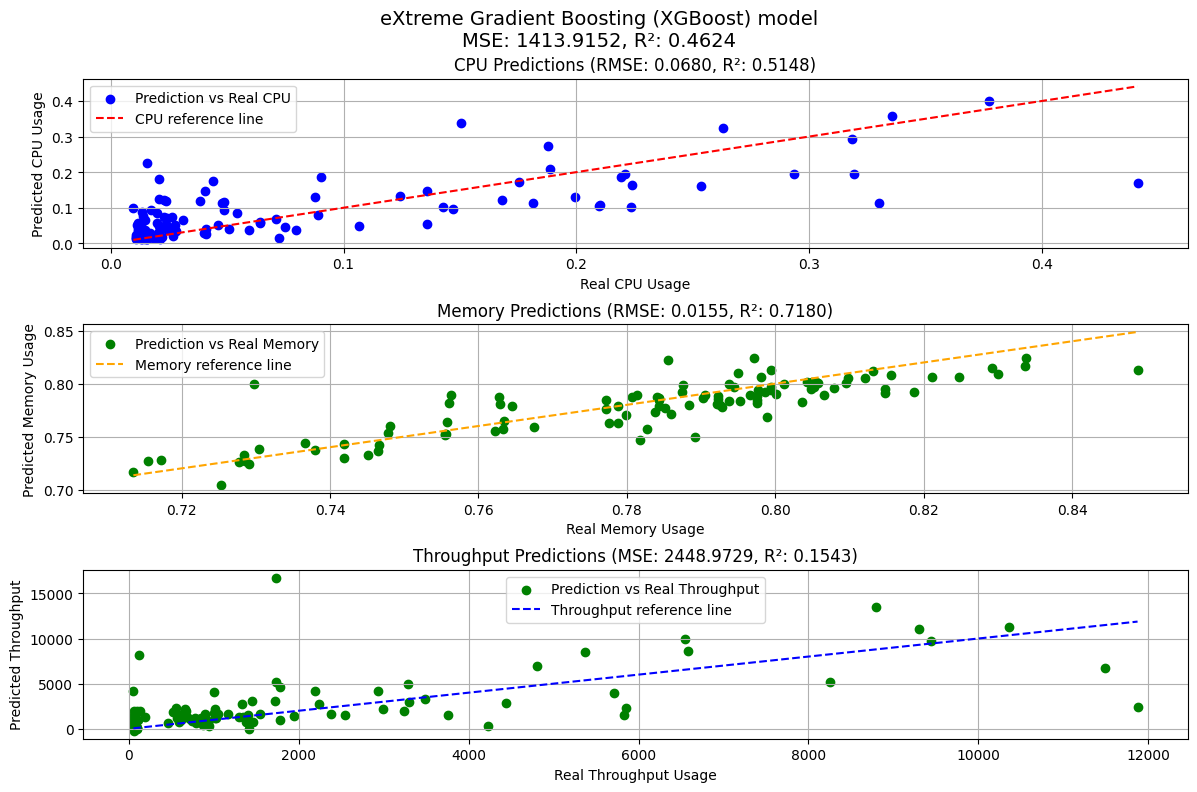 eXtreme Gradient Boosting (XGBoost) model
MSE: 1413.9152, R²: 0.4624
CPU Predictions (RMSE: 0.0680, R²: 0.5148)
Prediction vs Real CPU
CPU reference line
Predicted CPU Usage
0.4
0.3
0.2
0.1
0.0
0.0 0.1 0.2 0.3 0.4
Real CPU Usage
Memory Predictions (RMSE: 0.0155, R²: 0.7180)
Prediction vs Real Memory
Memory reference line
Predicted Memory Usage
0.85
0.80
0.75
0.70
0.72 0.74 0.76 0.78 0.80 0.82 0.84
Real Memory Usage
Throughput Predictions (MSE: 2448.9729, R²: 0.1543)
Prediction vs Real Throughput
Throughput reference line
Predicted Throughput
15000
10000
5000
0
0 2000 4000 6000 8000 10000 12000
Real Throughput Usage